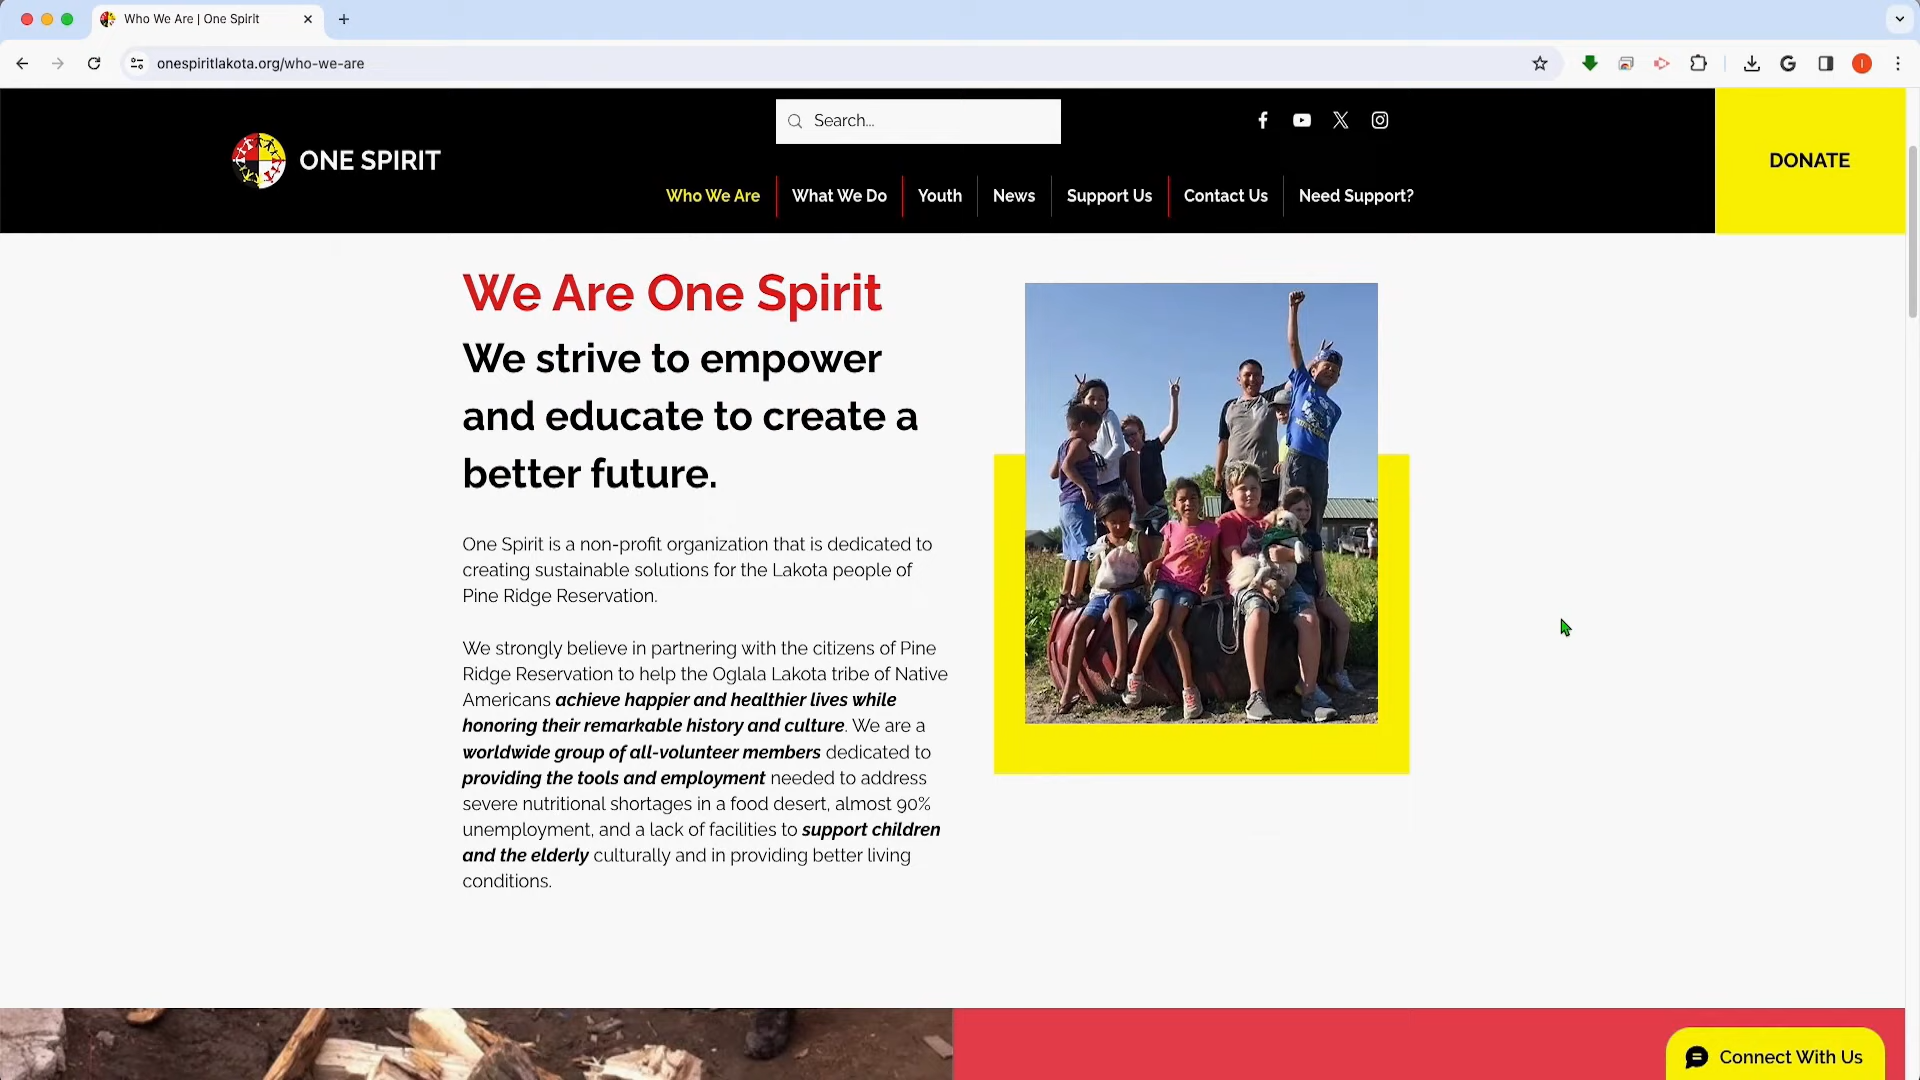 Who We Are | One Spirit
onespiritlakota.org/who-we-are
I
ONE SPIRIT
Search...
DONATE
Who We Are
What We Do
Youth
News
Support Us
Contact Us
Need Support?
We Are One Spirit
We strive to empower
and educate to create a
better future.
One Spirit is a non-profit organization that is dedicated to
creating sustainable solutions for the Lakota people of
Pine Ridge Reservation.
We strongly believe in partnering with the citizens of Pine
Ridge Reservation to help the Oglala Lakota tribe of Native
Americans achieve happier and healthier lives while
honoring their remarkable history and culture. We are a
worldwide group of all-volunteer members dedicated to
providing the tools and employment needed to address
severe nutritional shortages in a food desert, almost 90%
unemployment, and a lack of facilities to support children
and the elderly culturally and in providing better living
conditions.
Connect With Us